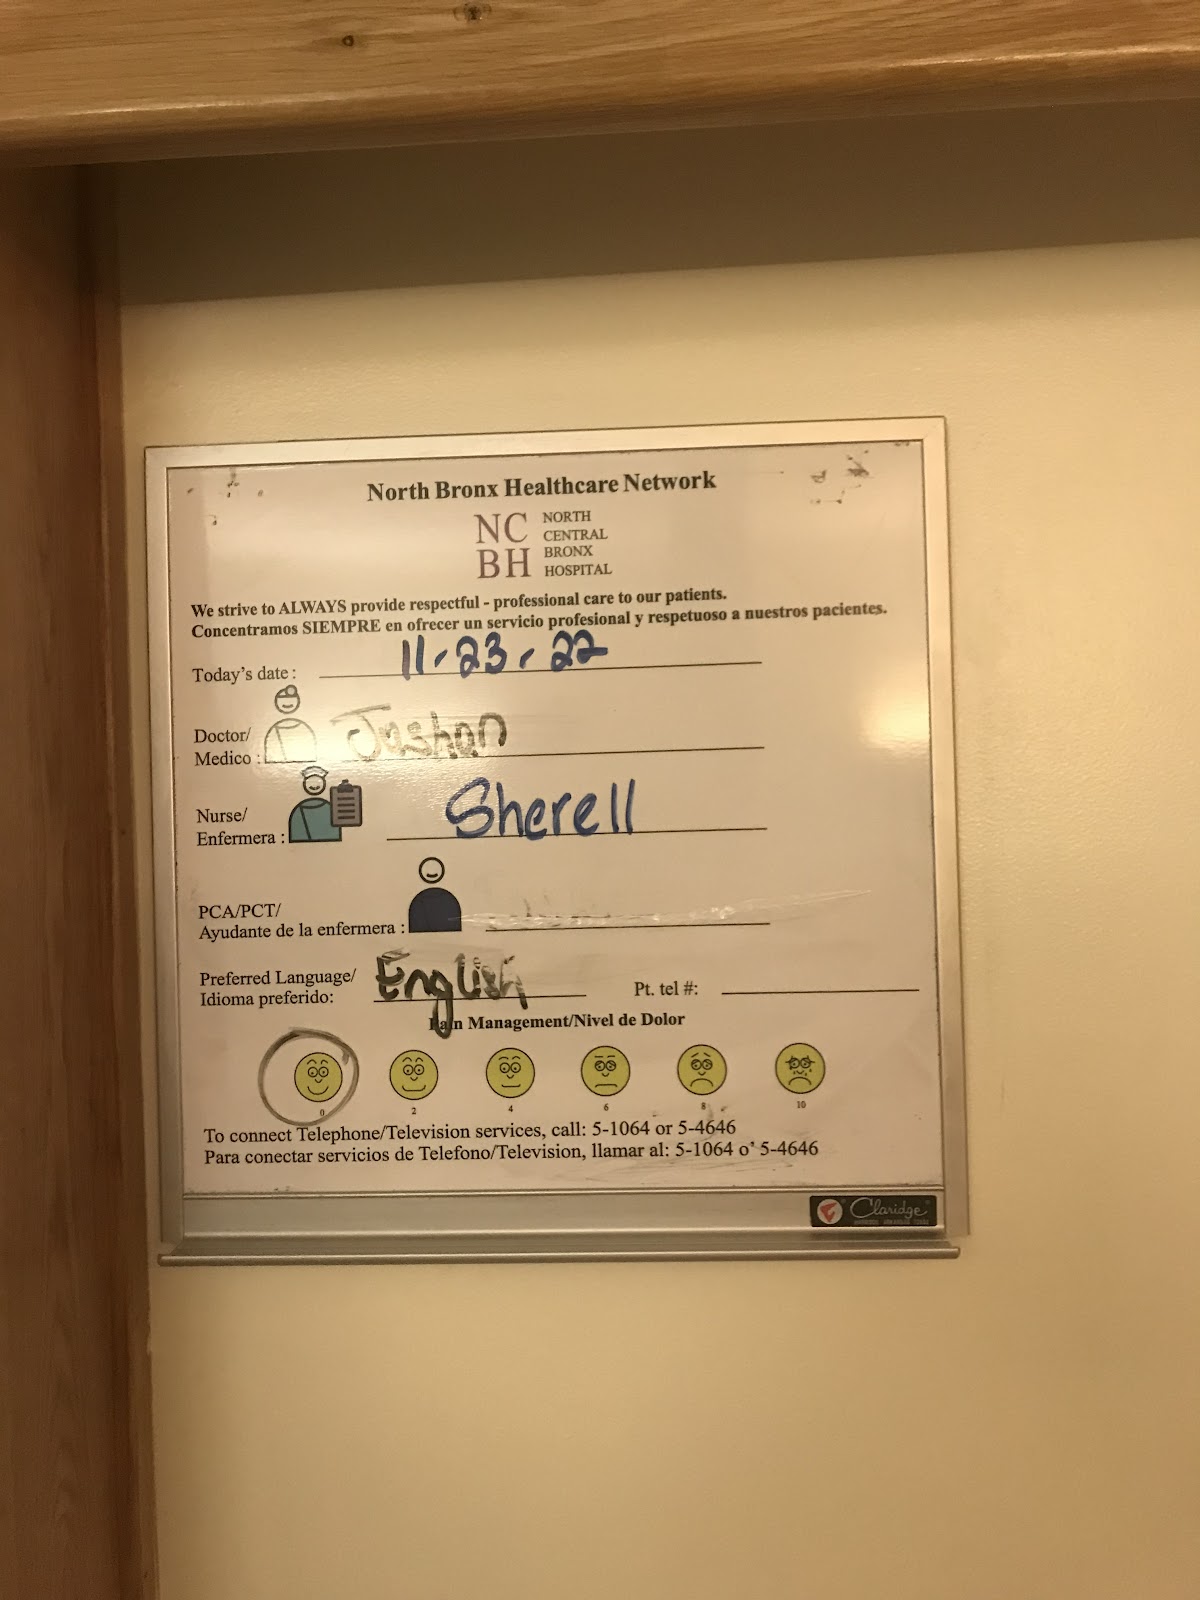 North Bronx Healthcare Network
NC NORTH
CENTRAL
BH BRONX
HOSPITAL
We strive to ALWAYS provide respectful - professional care to our patients.
Concentramos SIEMPRE en ofrecer un servicio profesional y respetuoso a nuestros pacientes.
Today's date : 11-23-22
Doctor/
Medico : Jashan
Nurse/
Enfermera : Sherell
PCA/PCT/
Ayudante de la enfermera :
Preferred Language/
Idioma preferido: English Pt. tel #:
Pain Management/Nivel de Dolor
0 2 4 6 8 10
To connect Telephone/Television services, call: 5-1064 or 5-4646
Para conectar servicios de Telefono/Television, llamar al: 5-1064 o' 5-4646
Claridge